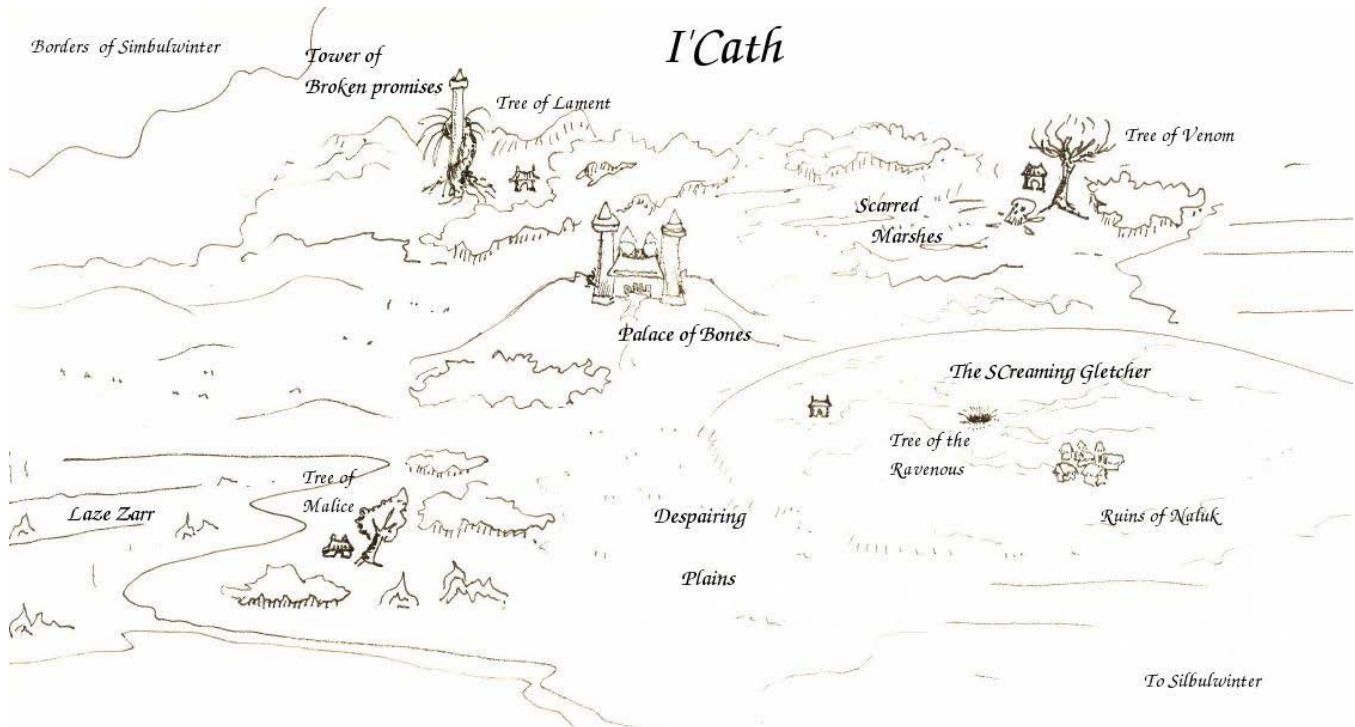 I'Cath
Borders of Simbulwinter
Tower of
Broken promises
Tree of Lament
Tree of Venom
Scarred
Marshes
Palace of Bones
The SCreaming Gletcher
Tree of the
Ravenous
Tree of
Malice
Laze Zarr
Despairing
Ruins of Naluk
Plains
To Silbulwinter